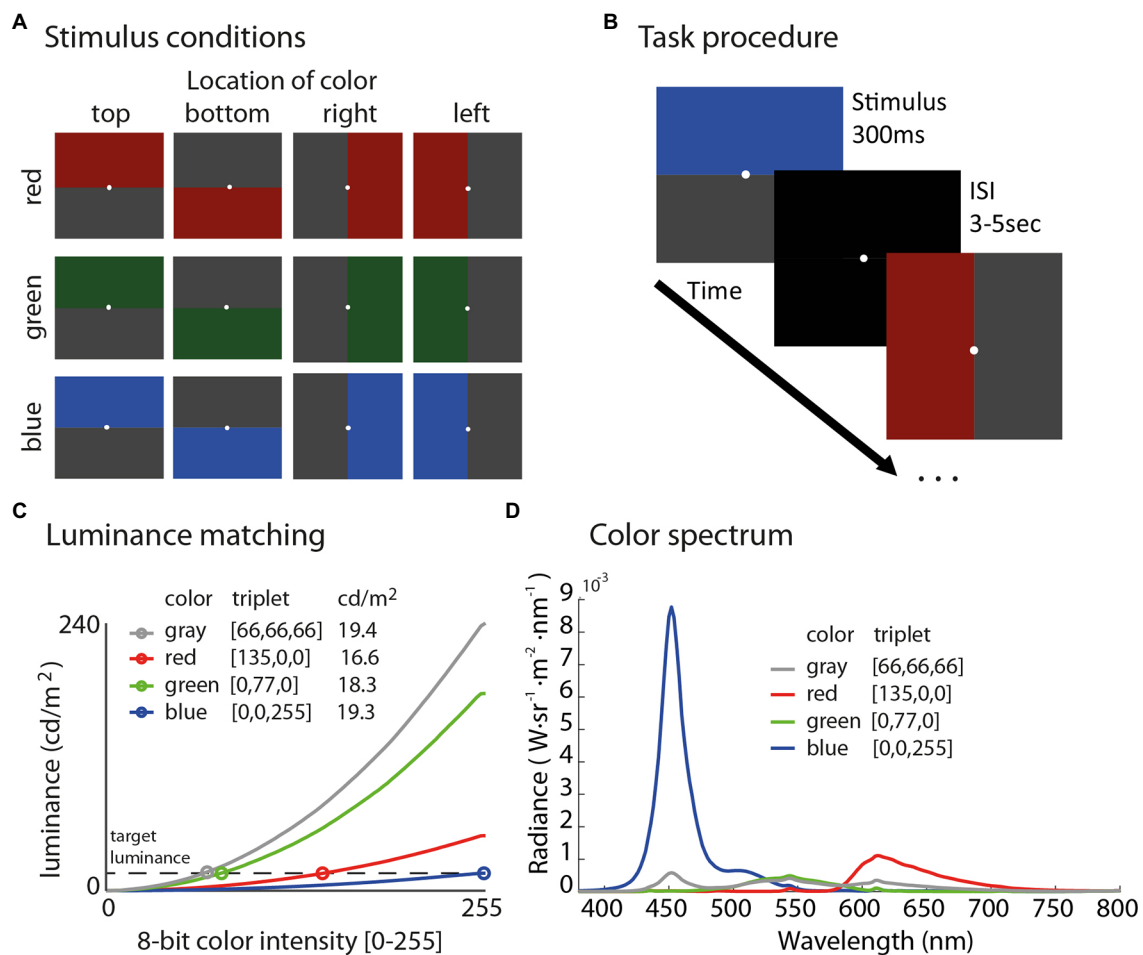 A
Stimulus conditions
Location of color
top bottom right left
red
green
blue
B
Task procedure
Stimulus
300ms
ISI
3-5sec
Time
. . .
C
Luminance matching
color triplet cd/m²
gray [66,66,66] 19.4
red [135,0,0] 16.6
green [0,77,0] 18.3
blue [0,0,255] 19.3
240
luminance (cd/m²)
target
luminance
0
0 255
8-bit color intensity [0-255]
D
Color spectrum
Radiance ( W·sr⁻¹·m⁻²·nm⁻¹ )
9 10⁻³
8
7
6
5
4
3
2
1
0
color triplet
gray [66,66,66]
red [135,0,0]
green [0,77,0]
blue [0,0,255]
400 450 500 550 600 650 700 750 800
Wavelength (nm)